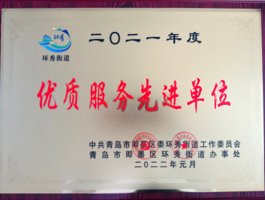 二〇二一年度
环秀街道
优质服务先进单位
中共青岛市即墨区委环秀街道工作委员会
青岛市即墨区环秀街道办事处
二〇二二年元月